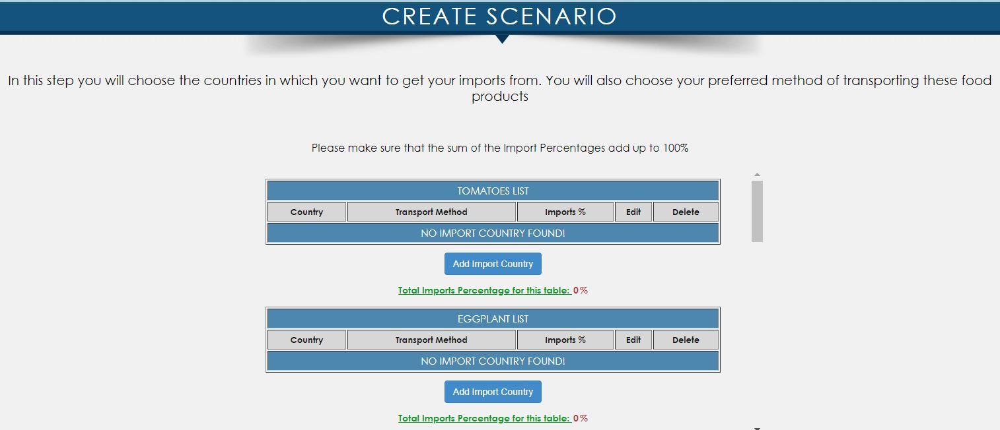 CREATE SCENARIO
In this step you will choose the countries in which you want to get your imports from. You will also choose your preferred method of transporting these food
products
Please make sure that the sum of the Import Percentages add up to 100%
TOMATOES LIST
Country Transport Method Imports % Edit Delete
NO IMPORT COUNTRY FOUND!
Add Import Country
Total Imports Percentage for this table: 0%
EGGPLANT LIST
Country Transport Method Imports % Edit Delete
NO IMPORT COUNTRY FOUND!
Add Import Country
Total Imports Percentage for this table: 0%